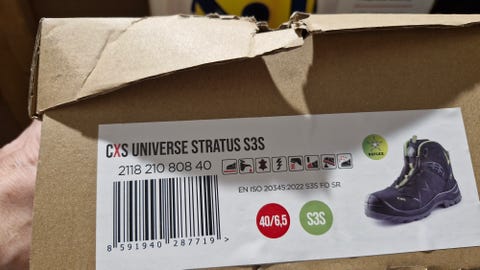 CXS UNIVERSE STRATUS S3S
2118 210 808 40
REFLEX
EN ISO 20345:2022 S3S FO SR
40/6,5
S3S
8 591940 287719 >